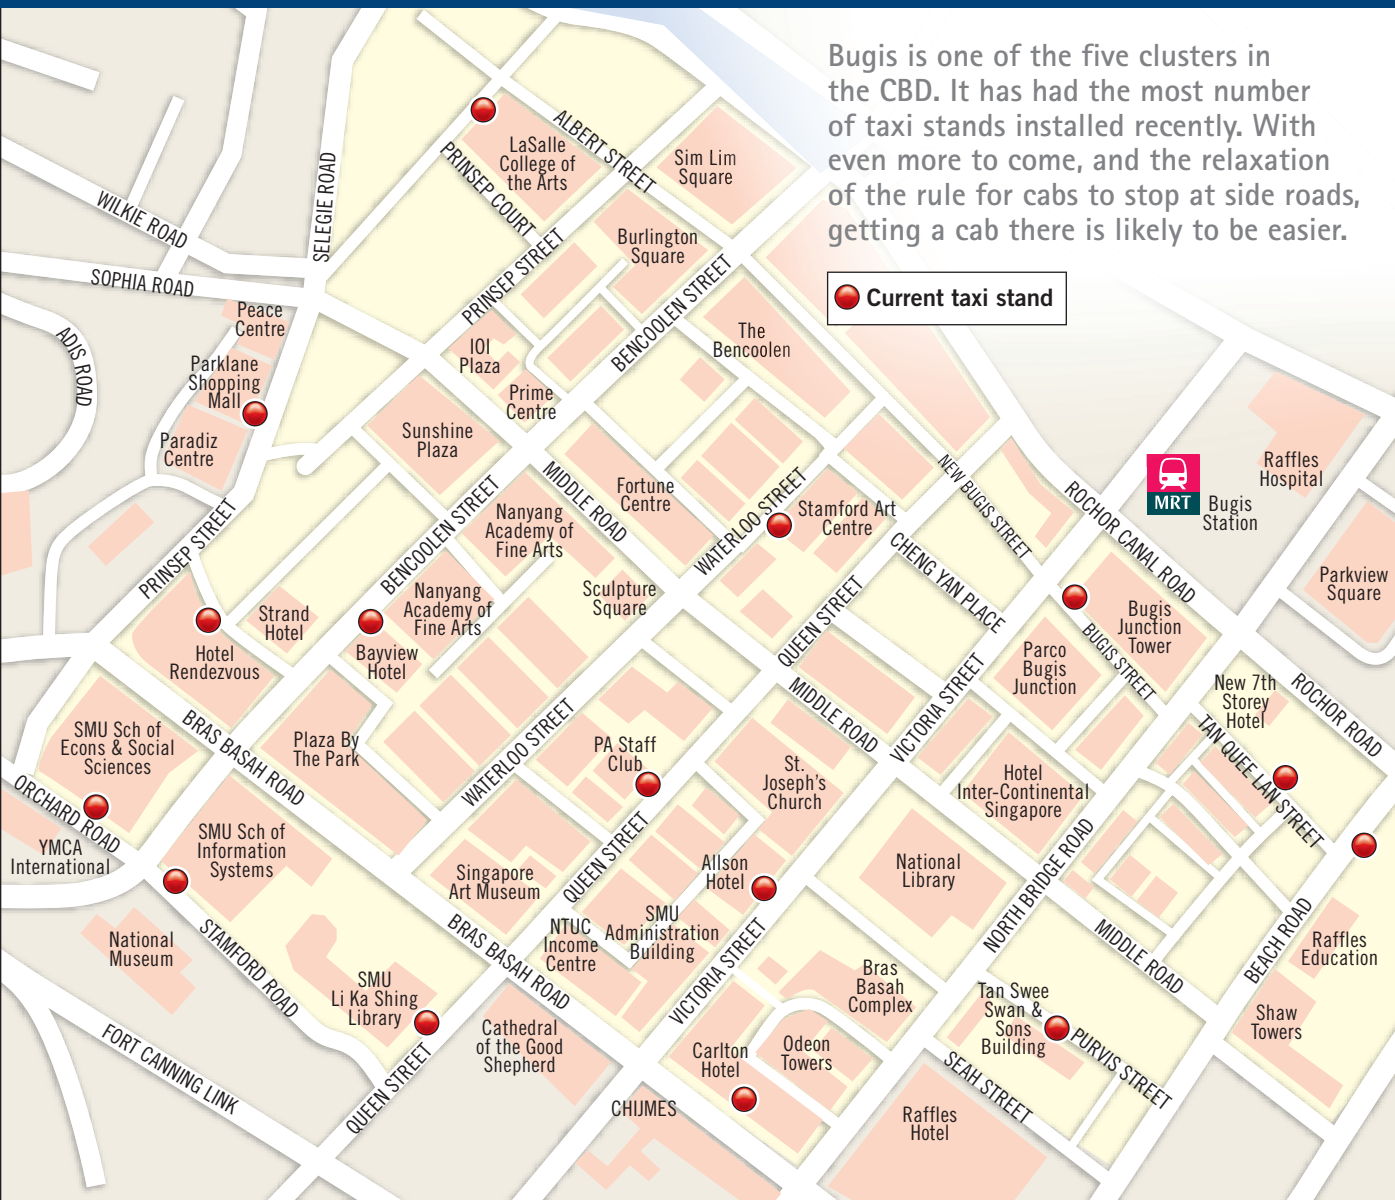 Bugis is one of the five clusters in
the CBD. It has had the most number
of taxi stands installed recently. With
even more to come, and the relaxation
of the rule for cabs to stop at side roads,
getting a cab there is likely to be easier.
Current taxi stand
ALBERT STREET
LaSalle
College of
the Arts
Sim Lim
Square
PRINSEP COURT
SELEGIE ROAD
WILKIE ROAD
SOPHIA ROAD
PRINSEP STREET
Burlington
Square
BENCOOLEN STREET
Peace
Centre
ADIS ROAD
Parklane
Shopping
Mall
IOI
Plaza
The
Bencoolen
Prime
Centre
Paradiz
Centre
Sunshine
Plaza
MIDDLE ROAD
Fortune
Centre
WATERLOO STREET
Stamford Art
Centre
NEW BUGIS STREET
ROCHOR CANAL ROAD
MRT
Bugis
Station
Raffles
Hospital
PRINSEP STREET
BENCOOLEN STREET
Nanyang
Academy of
Fine Arts
Nanyang
Academy of
Fine Arts
Sculpture
Square
CHENG YAN PLACE
QUEEN STREET
Parkview
Square
Strand
Hotel
Hotel
Rendezvous
Bayview
Hotel
Parco
Bugis
Junction
BUGIS STREET
Bugis
Junction
Tower
VICTORIA STREET
MIDDLE ROAD
New 7th
Storey
Hotel
ROCHOR ROAD
TAN QUEE LAN STREET
SMU Sch of
Econs & Social
Sciences
BRAS BASAH ROAD
Plaza By
The Park
WATERLOO STREET
PA Staff
Club
St.
Joseph's
Church
Hotel
Inter-Continental
Singapore
ORCHARD ROAD
YMCA
International
SMU Sch of
Information
Systems
Singapore
Art Museum
QUEEN STREET
Allson
Hotel
National
Library
NORTH BRIDGE ROAD
National
Museum
STAMFORD ROAD
BRAS BASAH ROAD
NTUC
Income
Centre
SMU
Administration
Building
VICTORIA STREET
MIDDLE ROAD
BEACH ROAD
Raffles
Education
SMU
Li Ka Shing
Library
Bras
Basah
Complex
Tan Swee
Swan &
Sons
Building
Shaw
Towers
FORT CANNING LINK
QUEEN STREET
Cathedral
of the Good
Shepherd
Carlton
Hotel
Odeon
Towers
PURVIS STREET
SEAH STREET
CHIJMES
Raffles
Hotel